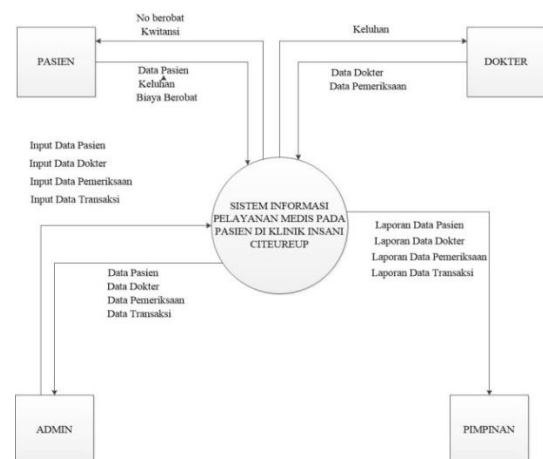 No berobat
Kwitansi
PASIEN
Data Pasien
Keluhan
Biaya Berobat
Keluhan
DOKTER
Data Dokter
Data Pemeriksaan
Input Data Pasien
Input Data Dokter
Input Data Pemeriksaan
Input Data Transaksi
SISTEM INFORMASI
PELAYANAN MEDIS PADA
PASIEN DI KLINIK INSANI
CITEUREUP
Laporan Data Pasien
Laporan Data Dokter
Laporan Data Pemeriksaan
Laporan Data Transaksi
Data Pasien
Data Dokter
Data Pemeriksaan
Data Transaksi
ADMIN
PIMPINAN